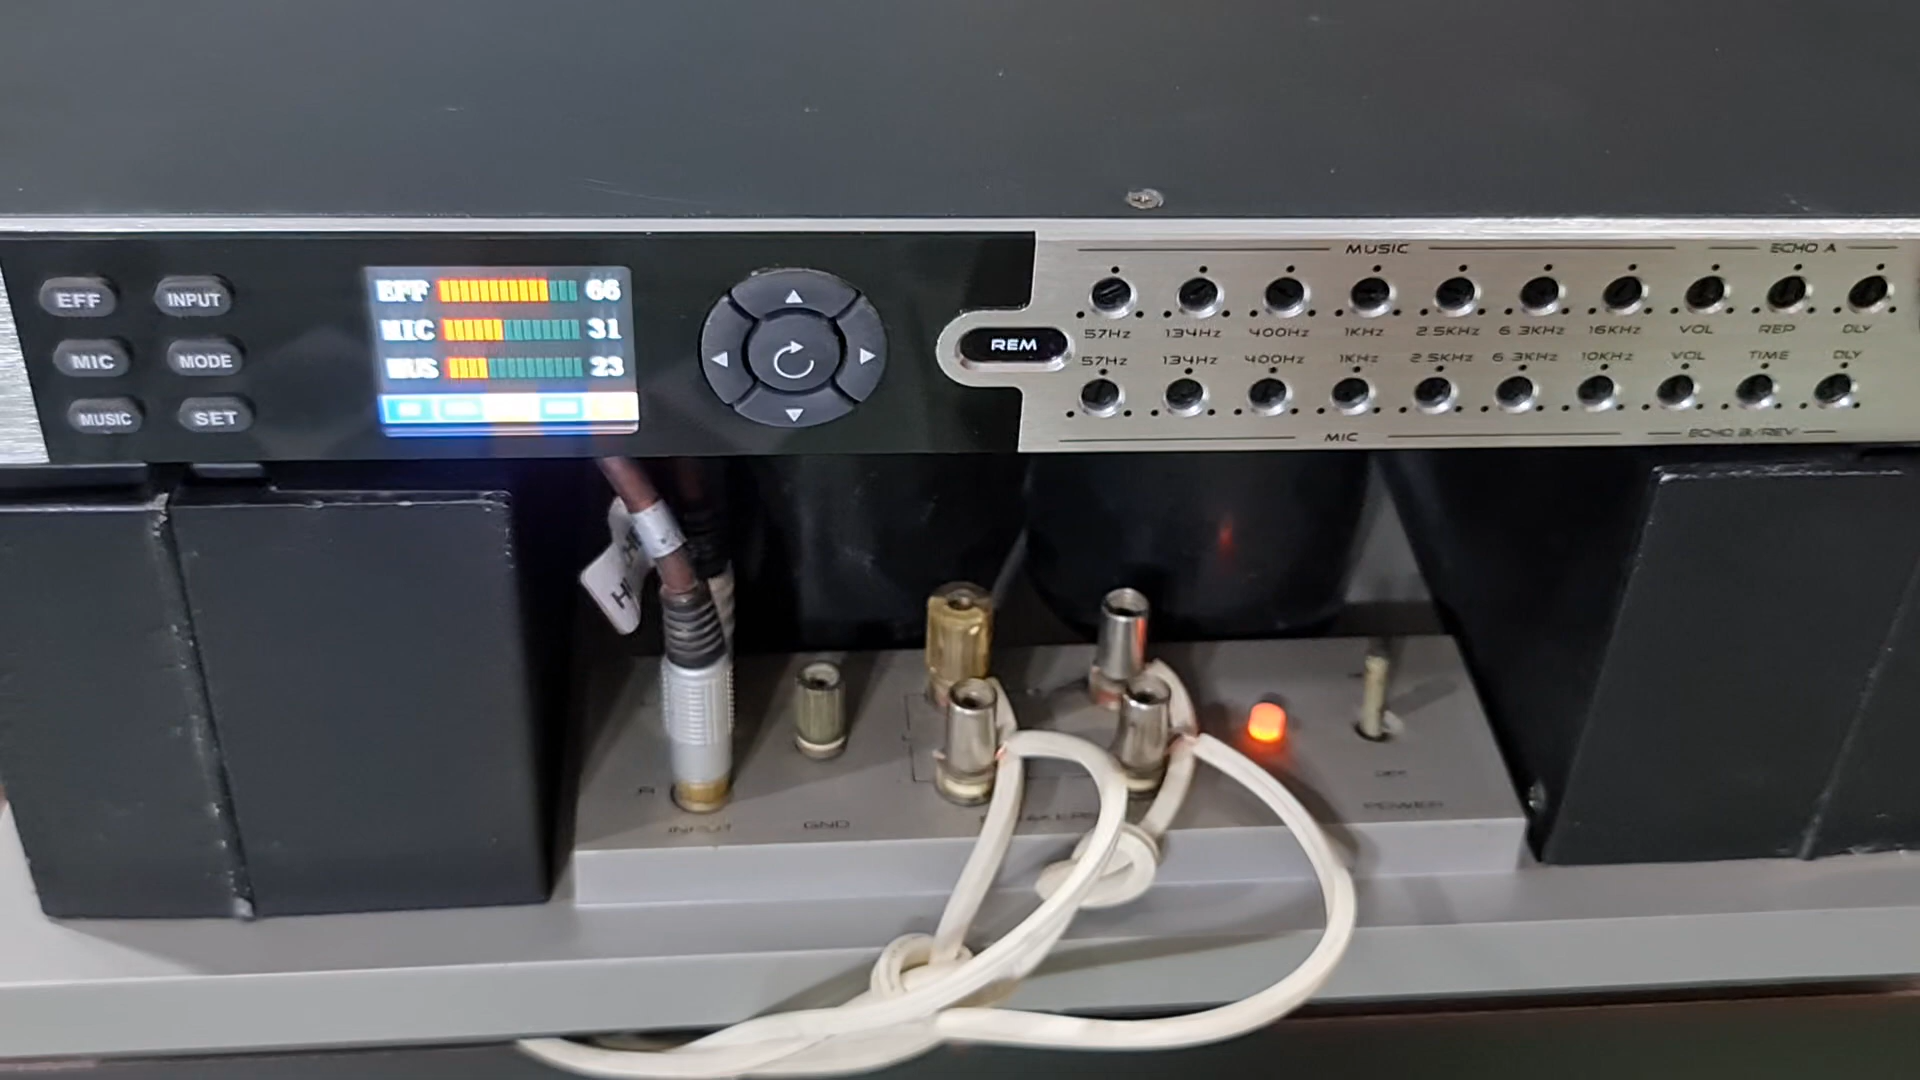 EFF
INPUT
MIC
MODE
MUSIC
SET
EFF 66
MIC 31
MUS 23
REM
MUSIC
ECHO A
57Hz 134Hz 400Hz 1KHz 2.5KHz 6.3KHz 16KHz VOL REP DLY
57Hz 134Hz 400Hz 1KHz 2.5KHz 6.3KHz 10KHz VOL TIME DLY
MIC
ECHO B/REV
R
INPUT
GND
POWER